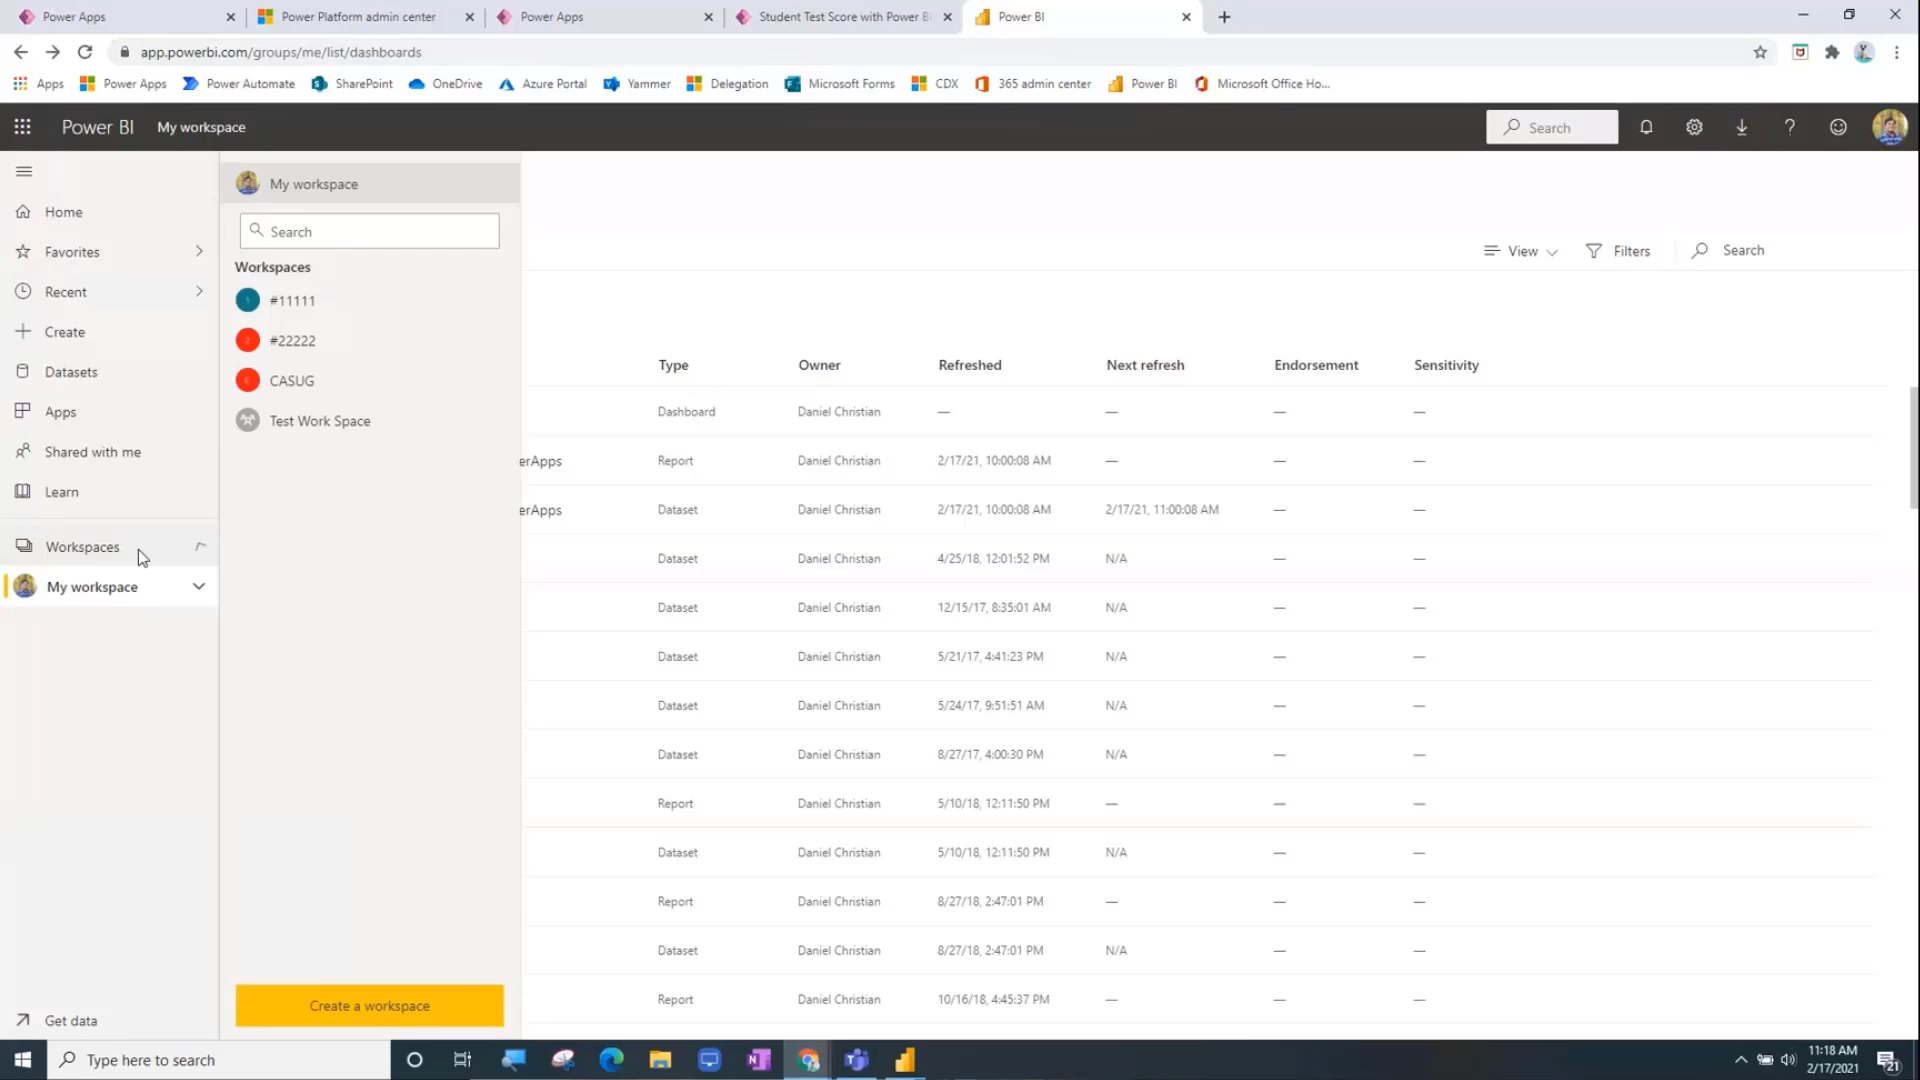 Power Apps
Power Platform admin center
Power Apps
Student Test Score with Power B
Power BI
app.powerbi.com/groups/me/list/dashboards
Apps
Power Apps
Power Automate
SharePoint
OneDrive
Azure Portal
Yammer
Delegation
Microsoft Forms
CDX
365 admin center
Power BI
Microsoft Office Ho...
Power BI
My workspace
Search
My workspace
Search
Workspaces
#11111
#22222
CASUG
Test Work Space
Create a workspace
Home
Favorites
Recent
Create
Datasets
Apps
Shared with me
Learn
Workspaces
My workspace
Get data
View
Filters
Search
Type Owner Refreshed Next refresh Endorsement Sensitivity
Dashboard Daniel Christian — — — —
erApps Report Daniel Christian 2/17/21, 10:00:08 AM — — —
erApps Dataset Daniel Christian 2/17/21, 10:00:08 AM 2/17/21, 11:00:08 AM — —
Dataset Daniel Christian 4/25/18, 12:01:52 PM N/A — —
Dataset Daniel Christian 12/15/17, 8:35:01 AM N/A — —
Dataset Daniel Christian 5/21/17, 4:41:23 PM N/A — —
Dataset Daniel Christian 5/24/17, 9:51:51 AM N/A — —
Dataset Daniel Christian 8/27/17, 4:00:30 PM N/A — —
Report Daniel Christian 5/10/18, 12:11:50 PM — — —
Dataset Daniel Christian 5/10/18, 12:11:50 PM N/A — —
Report Daniel Christian 8/27/18, 2:47:01 PM — — —
Dataset Daniel Christian 8/27/18, 2:47:01 PM N/A — —
Report Daniel Christian 10/16/18, 4:45:37 PM — — —
Type here to search
11:18 AM
2/17/2021
21